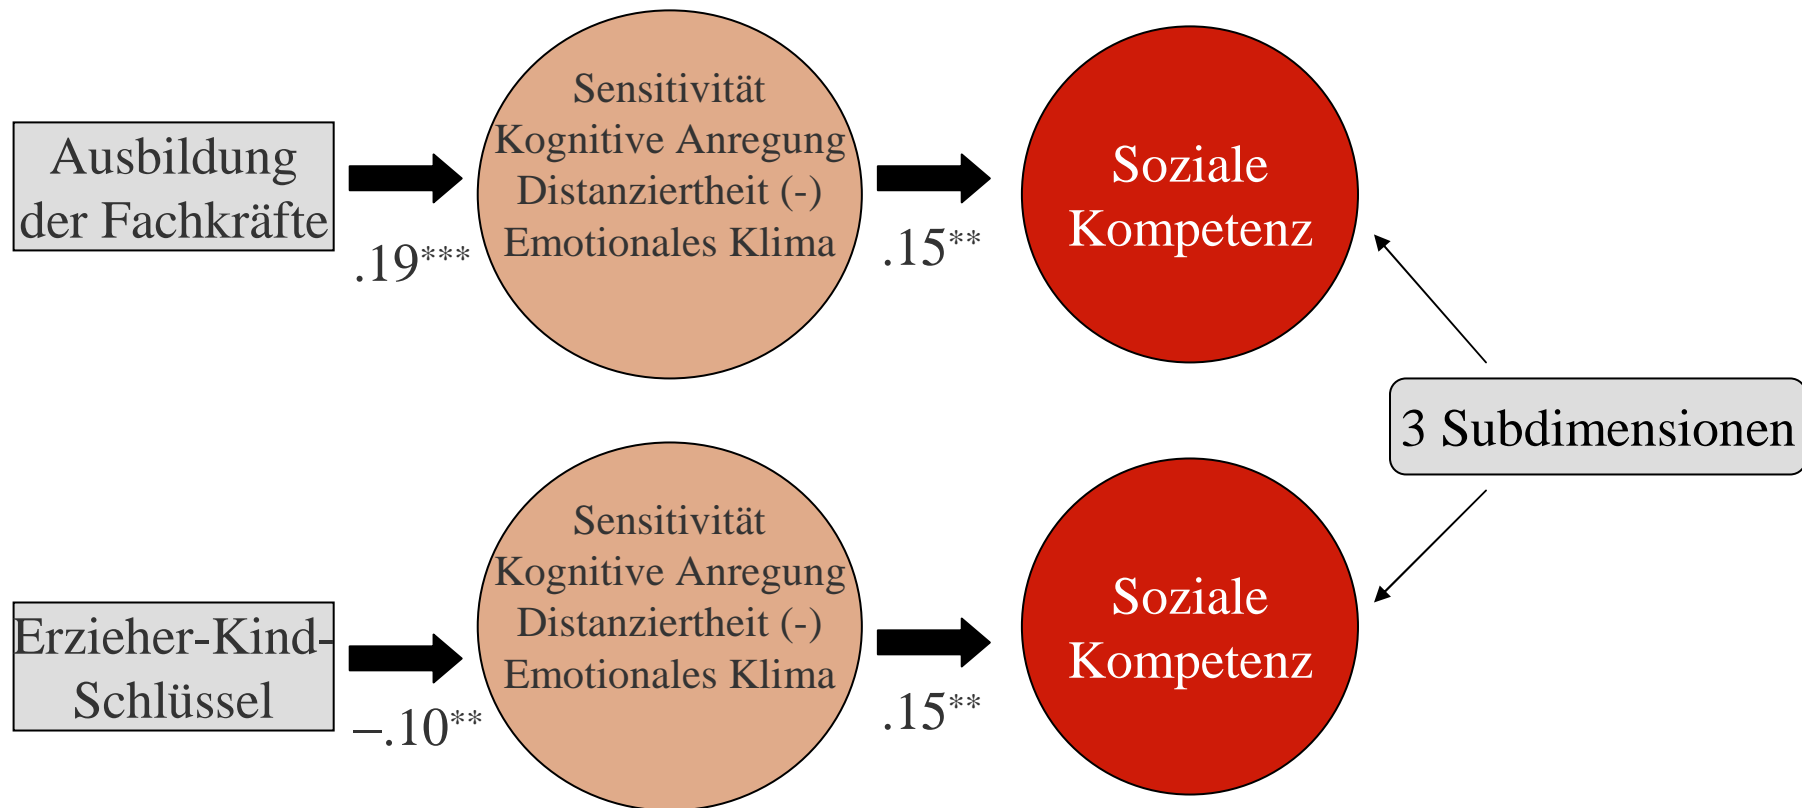 Ausbildung
der Fachkräfte
.19***
Sensitivität
Kognitive Anregung
Distanziertheit (-)
Emotionales Klima
.15**
Soziale
Kompetenz
3 Subdimensionen
Erzieher-Kind-
Schlüssel
–.10**
Sensitivität
Kognitive Anregung
Distanziertheit (-)
Emotionales Klima
.15**
Soziale
Kompetenz